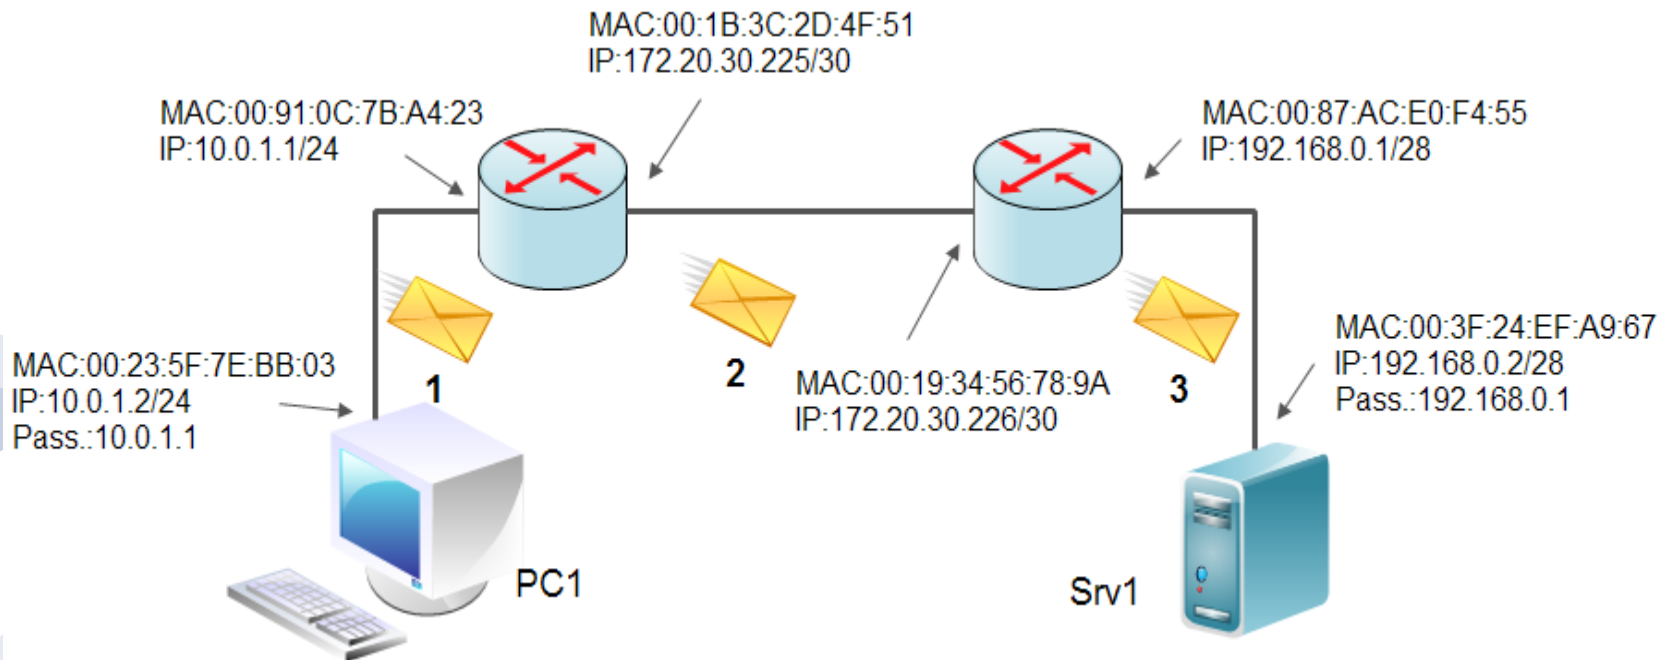 MAC:00:1B:3C:2D:4F:51
IP:172.20.30.225/30
MAC:00:91:0C:7B:A4:23
IP:10.0.1.1/24
MAC:00:87:AC:E0:F4:55
IP:192.168.0.1/28
MAC:00:23:5F:7E:BB:03
IP:10.0.1.2/24
Pass.:10.0.1.1
1
2
MAC:00:19:34:56:78:9A
IP:172.20.30.226/30
3
MAC:00:3F:24:EF:A9:67
IP:192.168.0.2/28
Pass.:192.168.0.1
PC1
Srv1